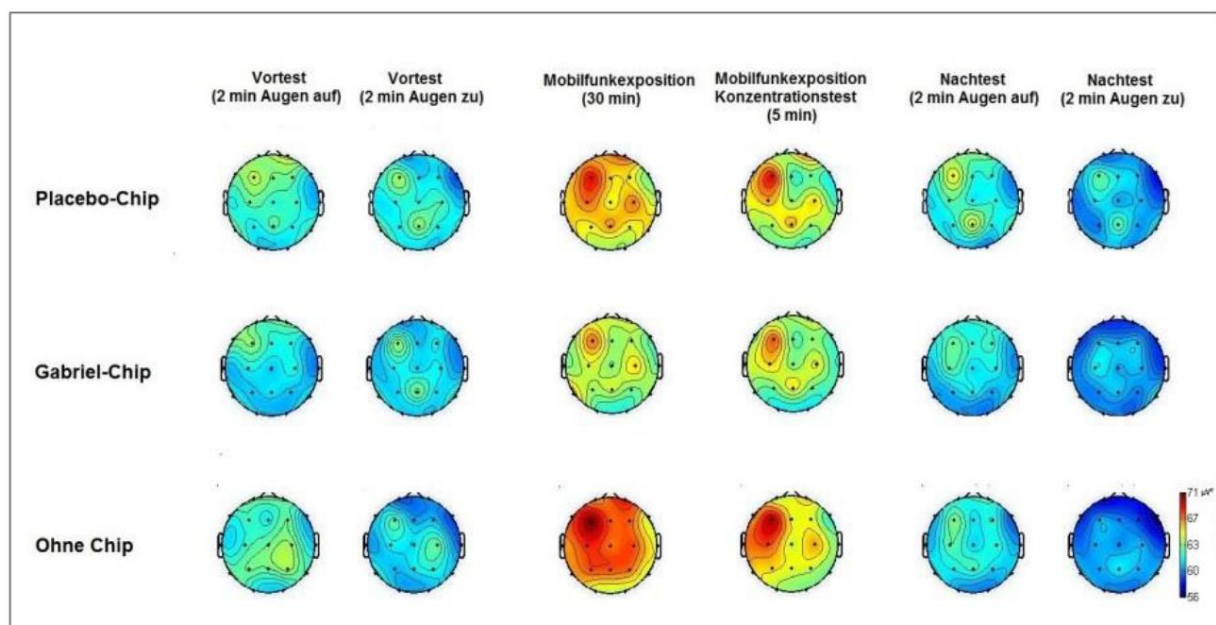 Vortest
(2 min Augen auf)
Vortest
(2 min Augen zu)
Mobilfunkexposition
(30 min)
Mobilfunkexposition
Konzentrationstest
(5 min)
Nachtest
(2 min Augen auf)
Nachtest
(2 min Augen zu)
Placebo-Chip
Gabriel-Chip
Ohne Chip
71 µV²
67
63
60
56